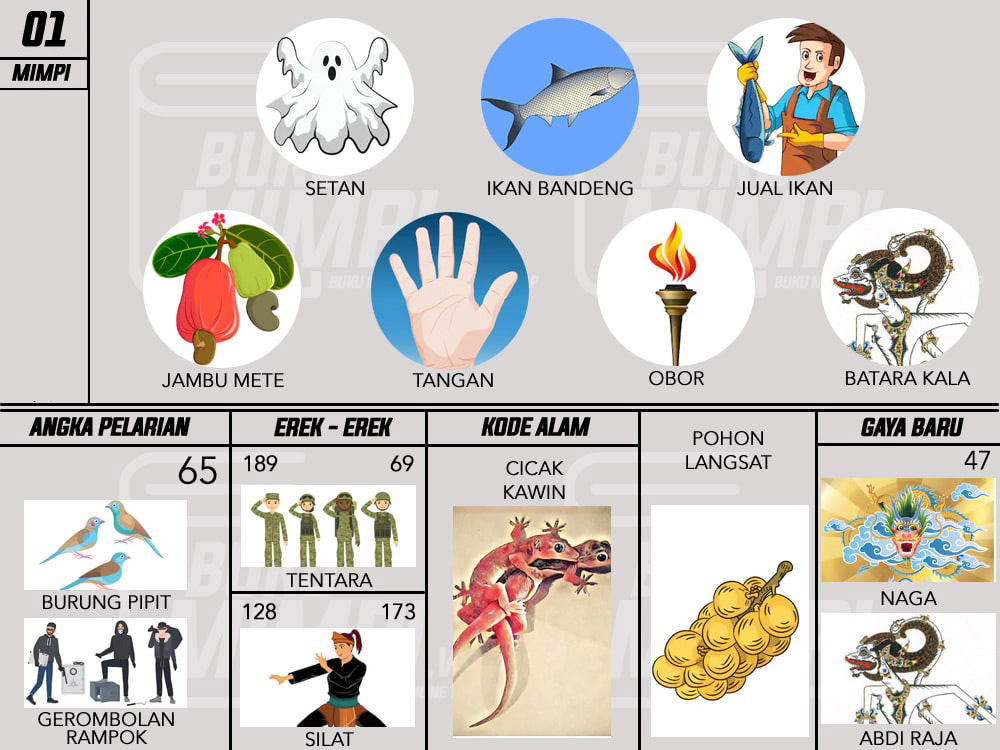 01
MIMPI
SETAN
IKAN BANDENG
JUAL IKAN
JAMBU METE
TANGAN
OBOR
BATARA KALA
ANGKA PELARIAN
65
BURUNG PIPIT
GEROMBOLAN
RAMPOK
EREK - EREK
189 69
TENTARA
128 173
SILAT
KODE ALAM
CICAK
KAWIN
POHON
LANGSAT
GAYA BARU
47
NAGA
ABDI RAJA